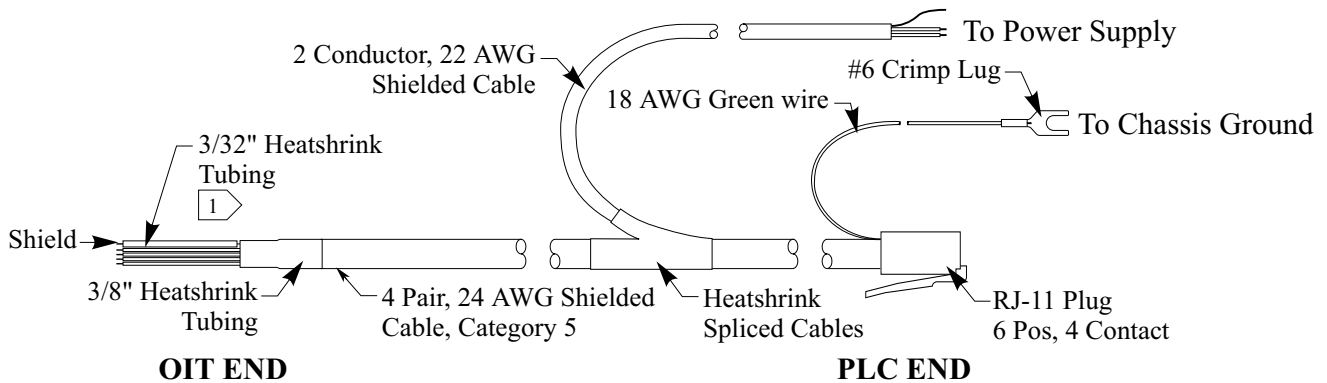 To Power Supply
2 Conductor, 22 AWG
Shielded Cable
#6 Crimp Lug
18 AWG Green wire
To Chassis Ground
3/32" Heatshrink
Tubing
1
Shield
3/8" Heatshrink
Tubing
4 Pair, 24 AWG Shielded
Cable, Category 5
Heatshrink
Spliced Cables
RJ-11 Plug
6 Pos, 4 Contact
OIT END
PLC END